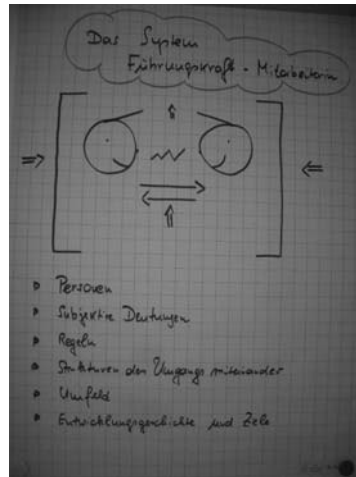 Das System
Führungskraft - Mitarbeiterin
Personen
Subjektive Deutungen
Regeln
Strukturen des Umgangs miteinander
Umfeld
Entwicklungsgeschichte und Ziele